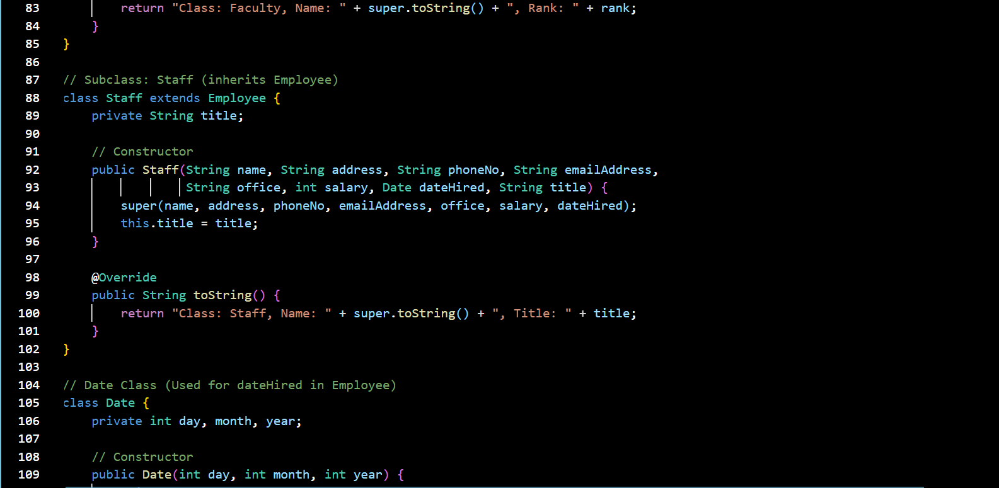 83 return "Class: Faculty, Name: " + super.toString() + ", Rank: " + rank;
84 }
85 }
86
87 // Subclass: Staff (inherits Employee)
88 class Staff extends Employee {
89 private String title;
90
91 // Constructor
92 public Staff(String name, String address, String phoneNo, String emailAddress,
93 String office, int salary, Date dateHired, String title) {
94 super(name, address, phoneNo, emailAddress, office, salary, dateHired);
95 this.title = title;
96 }
97
98 @Override
99 public String toString() {
100 return "Class: Staff, Name: " + super.toString() + ", Title: " + title;
101 }
102 }
103
104 // Date Class (Used for dateHired in Employee)
105 class Date {
106 private int day, month, year;
107
108 // Constructor
109 public Date(int day, int month, int year) {